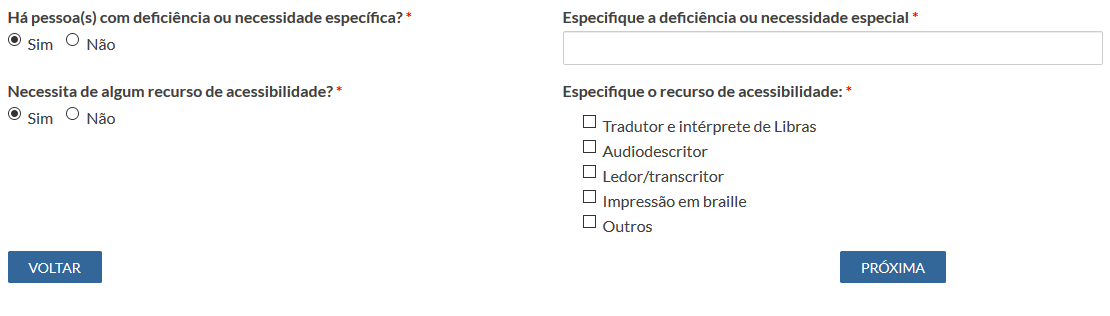 Há pessoa(s) com deficiência ou necessidade específica? *
Sim Não
Especifique a deficiência ou necessidade especial *
Necessita de algum recurso de acessibilidade? *
Sim Não
Especifique o recurso de acessibilidade: *
Tradutor e intérprete de Libras
Audiodescritor
Ledor/transcritor
Impressão em braille
Outros
VOLTAR
PRÓXIMA